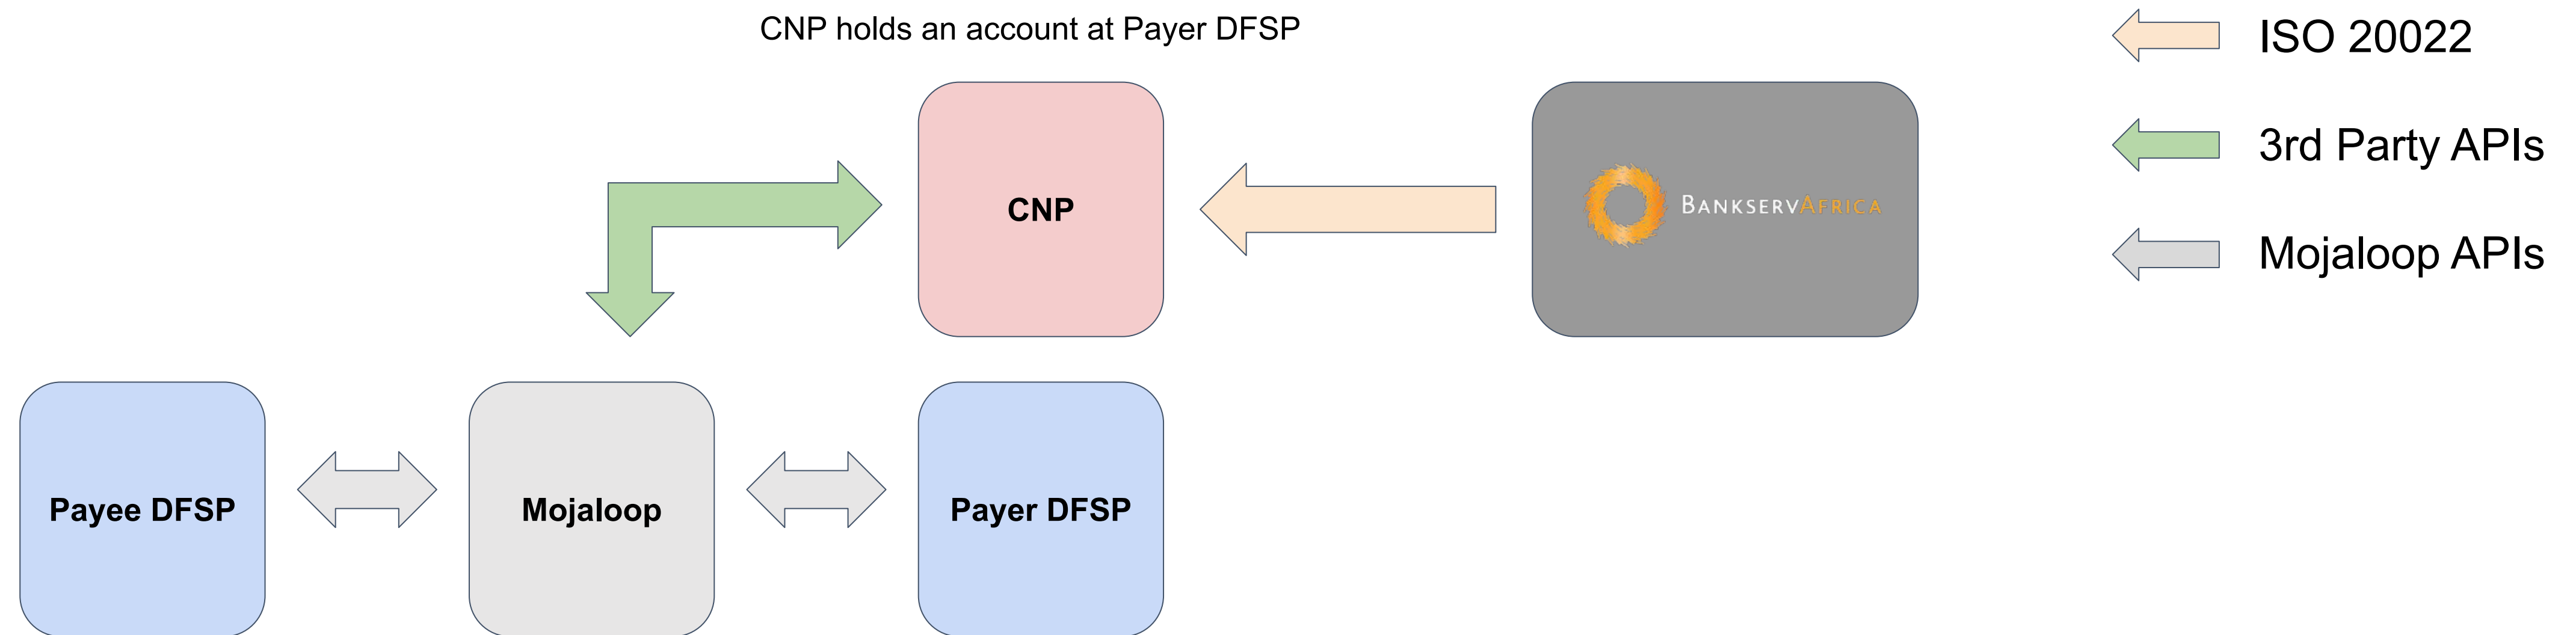 CNP holds an account at Payer DFSP
ISO 20022
3rd Party APIs
Mojaloop APIs
CNP
BANKSERVAFRICA
Payee DFSP
Mojaloop
Payer DFSP